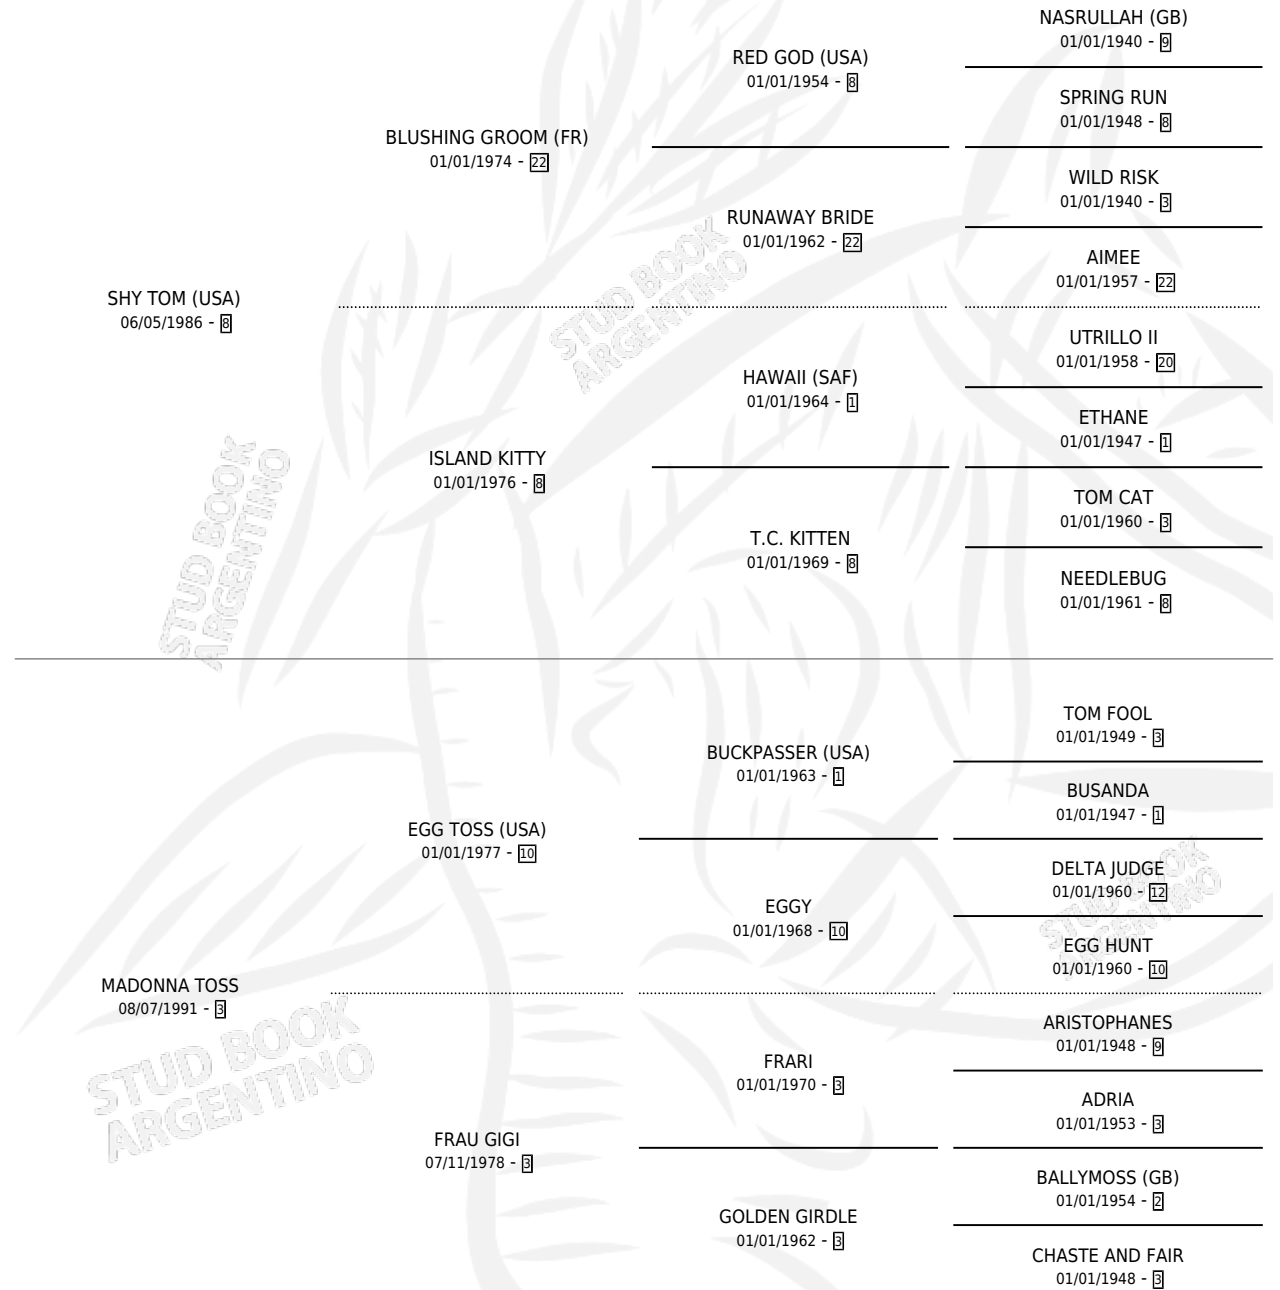 NASRULLAH (GB)
01/01/1940 - 9
RED GOD (USA)
01/01/1954 - 8
SPRING RUN
01/01/1948 - 8
BLUSHING GROOM (FR)
01/01/1974 - 22
WILD RISK
01/01/1940 - 3
RUNAWAY BRIDE
01/01/1962 - 22
AIMEE
01/01/1957 - 22
SHY TOM (USA)
06/05/1986 - 8
UTRILLO II
01/01/1958 - 20
HAWAII (SAF)
01/01/1964 - 1
ETHANE
01/01/1947 - 1
ISLAND KITTY
01/01/1976 - 8
TOM CAT
01/01/1960 - 3
T.C. KITTEN
01/01/1969 - 8
NEEDLEBUG
01/01/1961 - 8
STUD BOOK
ARGENTINO
STUD BOOK
ARGENTINO
TOM FOOL
01/01/1949 - 3
BUCKPASSER (USA)
01/01/1963 - 1
BUSANDA
01/01/1947 - 1
EGG TOSS (USA)
01/01/1977 - 10
DELTA JUDGE
01/01/1960 - 12
EGGY
01/01/1968 - 10
EGG HUNT
01/01/1960 - 10
STUD BOOK
ARGENTINO
MADONNA TOSS
08/07/1991 - 3
ARISTOPHANES
01/01/1948 - 9
FRARI
01/01/1970 - 3
ADRIA
01/01/1953 - 3
FRAU GIGI
07/11/1978 - 3
BALLYMOSS (GB)
01/01/1954 - 2
GOLDEN GIRDLE
01/01/1962 - 3
CHASTE AND FAIR
01/01/1948 - 3
STUD BOOK
ARGENTINO